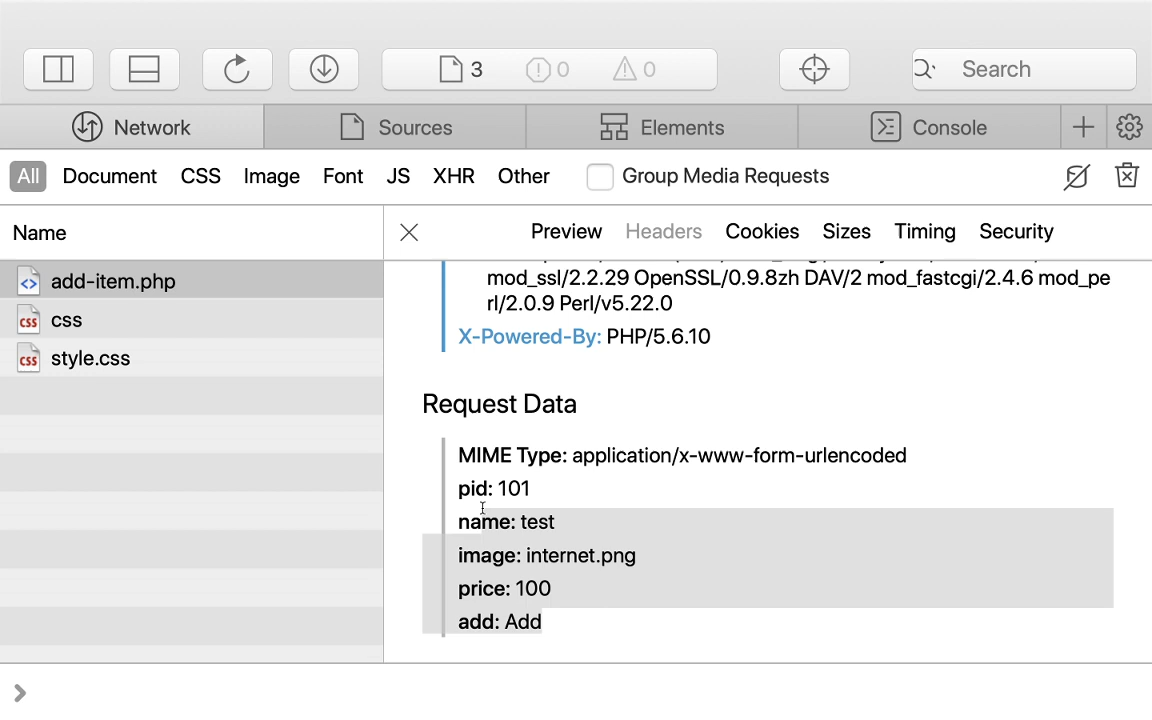 3 0 0 Search
Network Sources Elements Console
All Document CSS Image Font JS XHR Other Group Media Requests
Name Preview Headers Cookies Sizes Timing Security
add-item.php
css
style.css
mod_ssl/2.2.29 OpenSSL/0.9.8zh DAV/2 mod_fastcgi/2.4.6 mod_pe
rl/2.0.9 Perl/v5.22.0
X-Powered-By: PHP/5.6.10
Request Data
MIME Type: application/x-www-form-urlencoded
pid: 101
name: test
image: internet.png
price: 100
add: Add